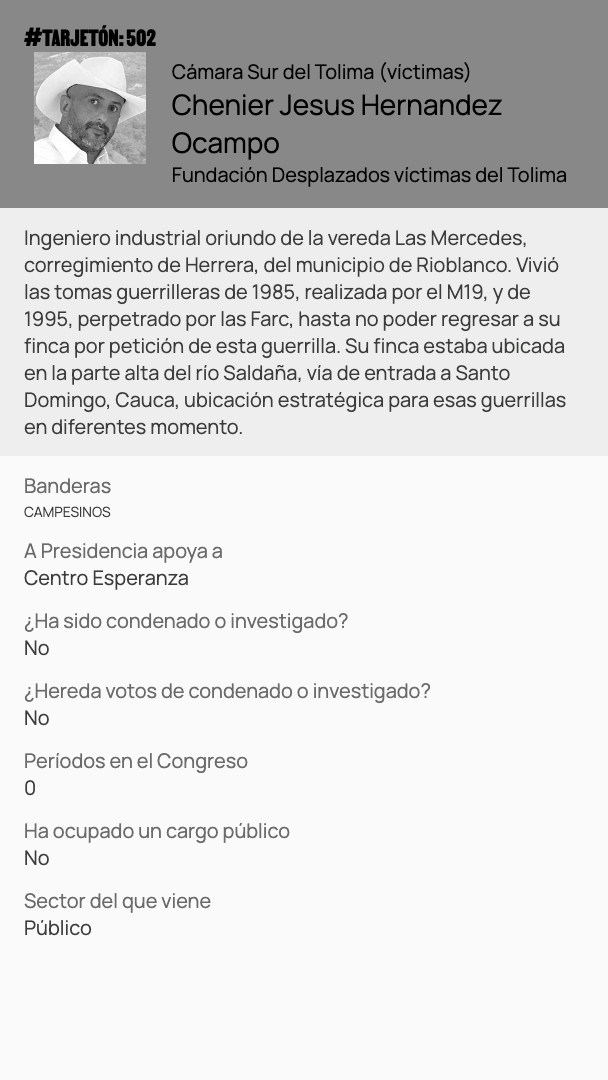 #TARJETÓN: 502
Cámara Sur del Tolima (víctimas)
Chenier Jesus Hernandez
Ocampo
Fundación Desplazados víctimas del Tolima
Ingeniero industrial oriundo de la vereda Las Mercedes,
corregimiento de Herrera, del municipio de Rioblanco. Vivió
las tomas guerrilleras de 1985, realizada por el M19, y de
1995, perpetrado por las Farc, hasta no poder regresar a su
finca por petición de esta guerrilla. Su finca estaba ubicada
en la parte alta del río Saldaña, vía de entrada a Santo
Domingo, Cauca, ubicación estratégica para esas guerrillas
en diferentes momento.
Banderas
CAMPESINOS
A Presidencia apoya a
Centro Esperanza
¿Ha sido condenado o investigado?
No
¿Hereda votos de condenado o investigado?
No
Períodos en el Congreso
0
Ha ocupado un cargo público
No
Sector del que viene
Público